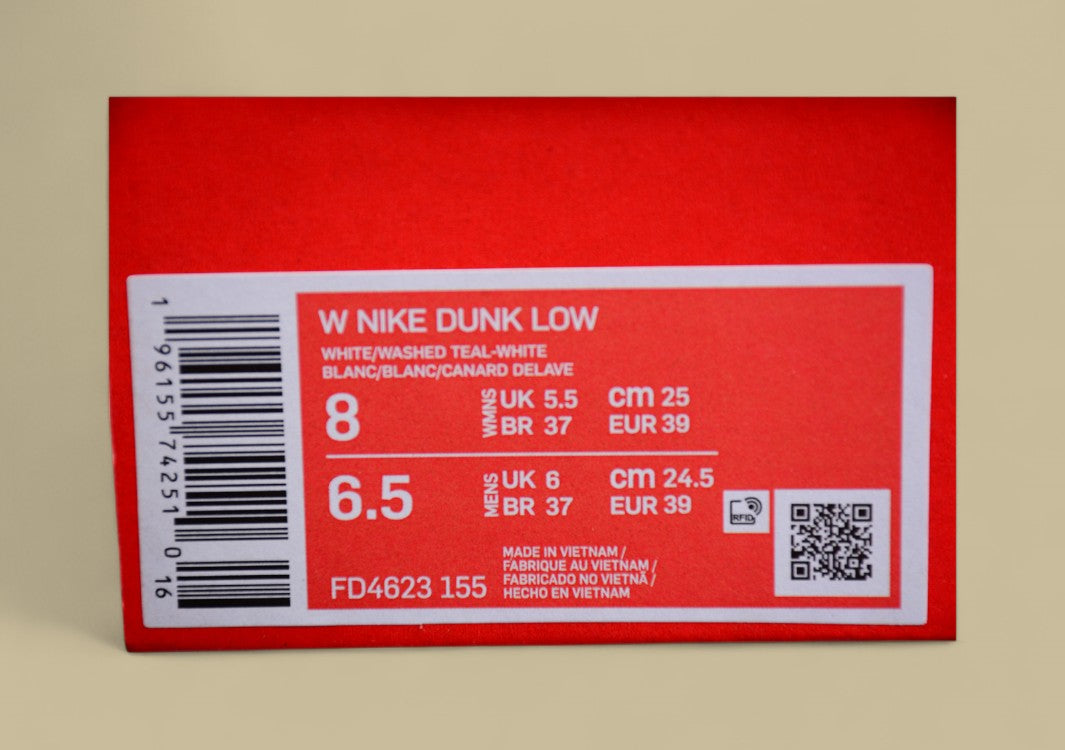 W NIKE DUNK LOW
WHITE/WASHED TEAL-WHITE
BLANC/BLANC/CANARD DELAVE
8 WMNS UK 5.5 cm 25
BR 37 EUR 39
6.5 MENS UK 6 cm 24.5
BR 37 EUR 39
RFID
MADE IN VIETNAM /
FABRIQUE AU VIETNAM /
FABRICADO NO VIETNÃ /
HECHO EN VIETNAM
FD4623 155
1 96155 74251 0 16